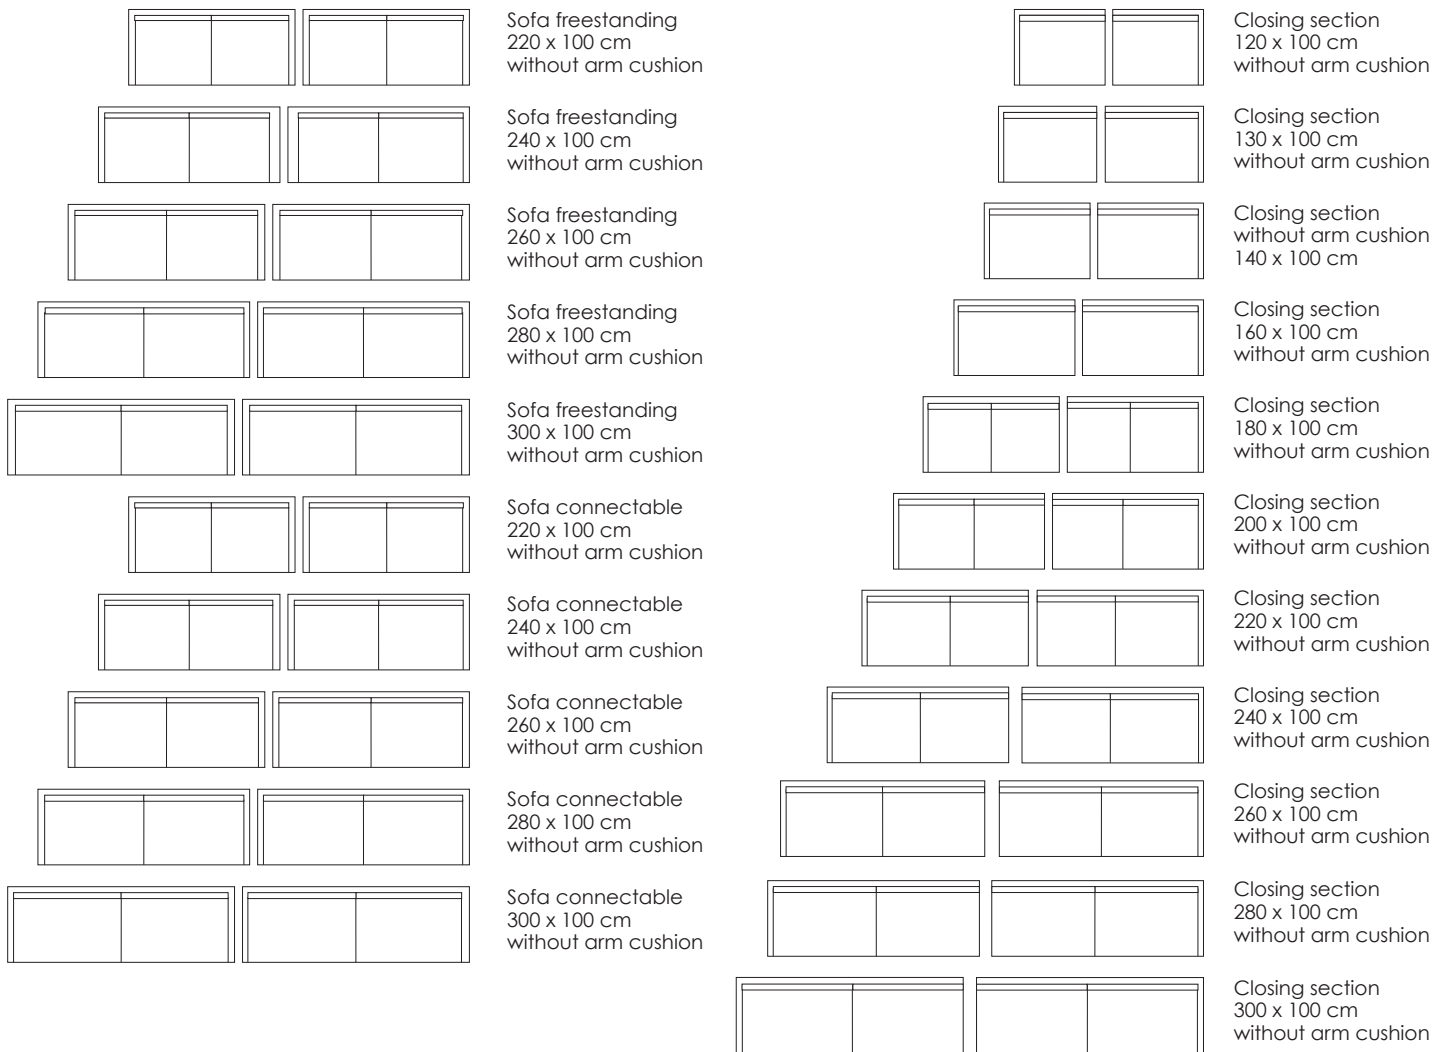 Sofa freestanding
220 x 100 cm
without arm cushion
Sofa freestanding
240 x 100 cm
without arm cushion
Sofa freestanding
260 x 100 cm
without arm cushion
Sofa freestanding
280 x 100 cm
without arm cushion
Sofa freestanding
300 x 100 cm
without arm cushion
Sofa connectable
220 x 100 cm
without arm cushion
Sofa connectable
240 x 100 cm
without arm cushion
Sofa connectable
260 x 100 cm
without arm cushion
Sofa connectable
280 x 100 cm
without arm cushion
Sofa connectable
300 x 100 cm
without arm cushion
Closing section
120 x 100 cm
without arm cushion
Closing section
130 x 100 cm
without arm cushion
Closing section
without arm cushion
140 x 100 cm
Closing section
160 x 100 cm
without arm cushion
Closing section
180 x 100 cm
without arm cushion
Closing section
200 x 100 cm
without arm cushion
Closing section
220 x 100 cm
without arm cushion
Closing section
240 x 100 cm
without arm cushion
Closing section
260 x 100 cm
without arm cushion
Closing section
280 x 100 cm
without arm cushion
Closing section
300 x 100 cm
without arm cushion